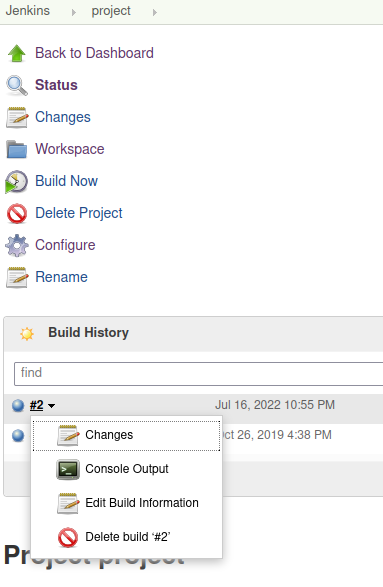 Jenkins project
Back to Dashboard
Status
Changes
Workspace
Build Now
Delete Project
Configure
Rename
Build History
find
#2 Jul 16, 2022 10:55 PM
Oct 26, 2019 4:38 PM
Changes
Console Output
Edit Build Information
Delete build ‘#2’
Project project